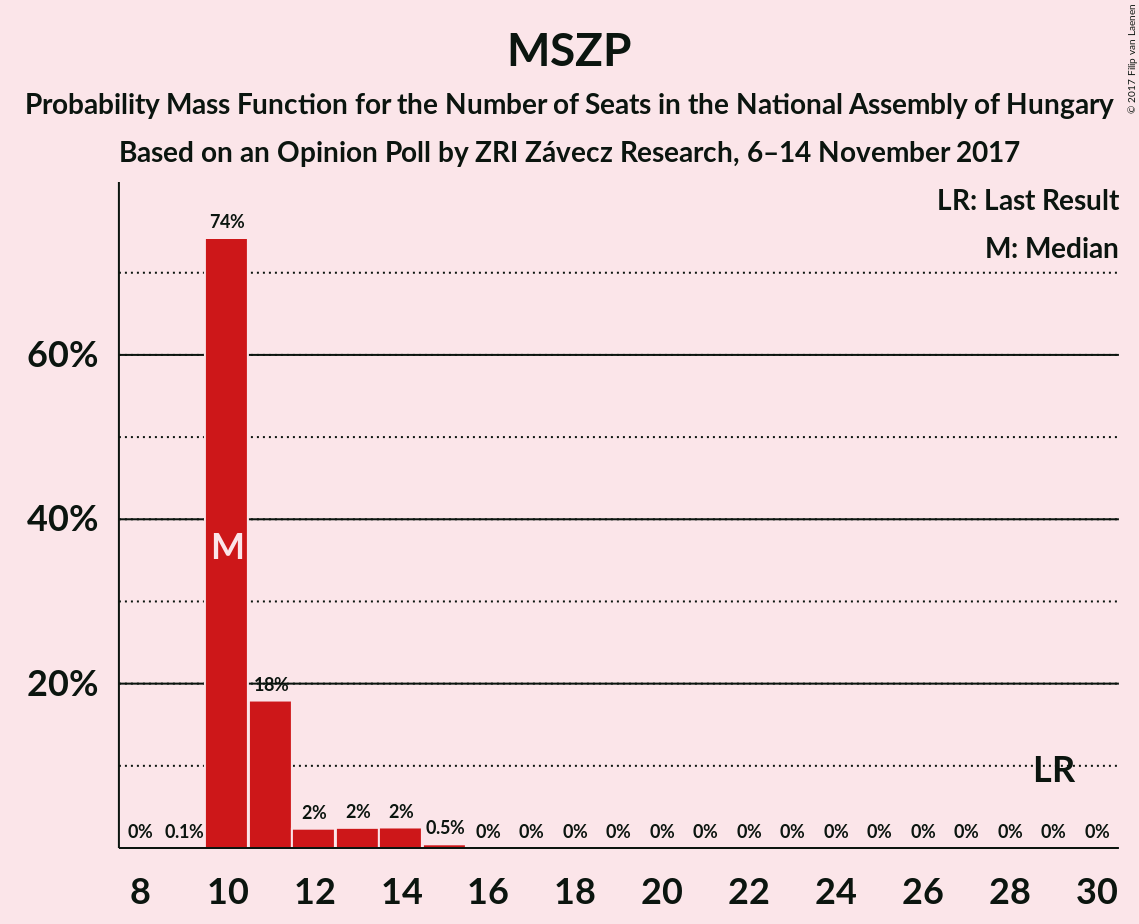 MSZP
Probability Mass Function for the Number of Seats in the National Assembly of Hungary
Based on an Opinion Poll by ZRI Závecz Research, 6–14 November 2017
© 2017 Filip van Laenen
LR: Last Result
M: Median
74%
60%
40%
M
20%
18%
LR
0% 0.1% 2% 2% 2% 0.5% 0% 0% 0% 0% 0% 0% 0% 0% 0% 0% 0% 0% 0% 0% 0%
8 10 12 14 16 18 20 22 24 26 28 30